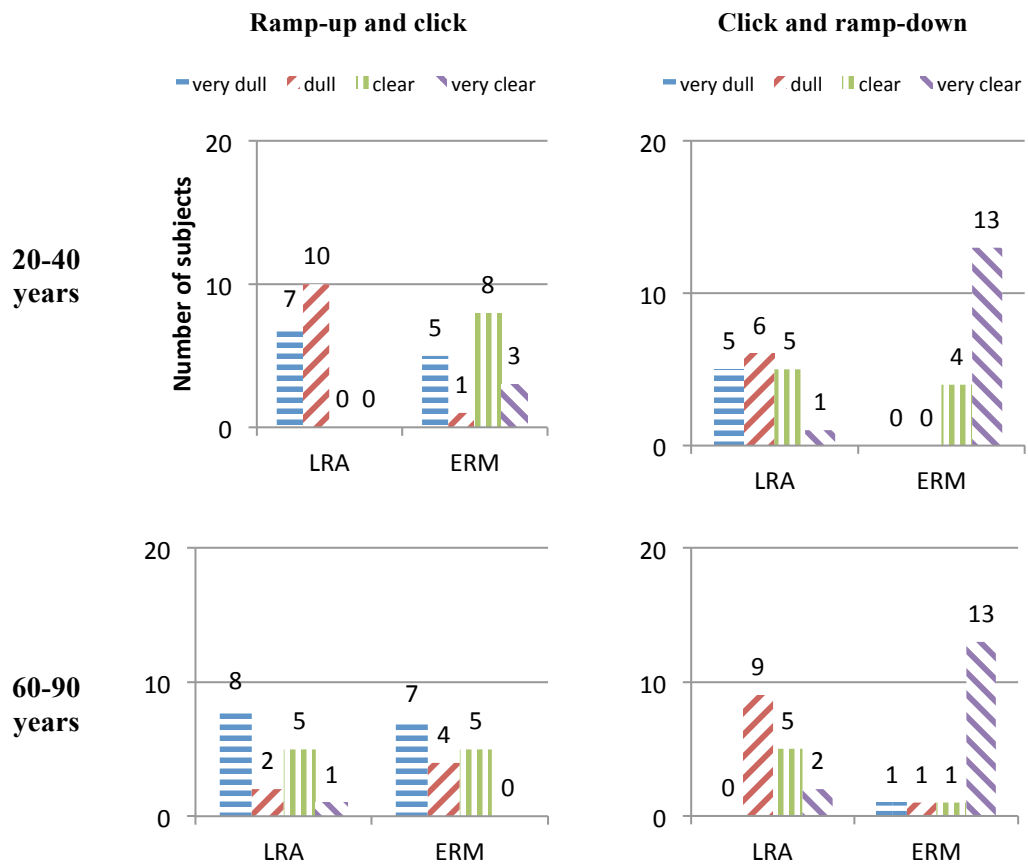 Ramp-up and click
Click and ramp-down
very dull dull clear very clear
very dull dull clear very clear
20-40
years
Number of subjects
20
10
0
7 10 0 0
5 1 8 3
LRA ERM
20
10
0
5 6 5 1
0 0 4 13
LRA ERM
60-90
years
20
10
0
8 2 5 1
7 4 5 0
LRA ERM
20
10
0
0 9 5 2
1 1 1 13
LRA ERM